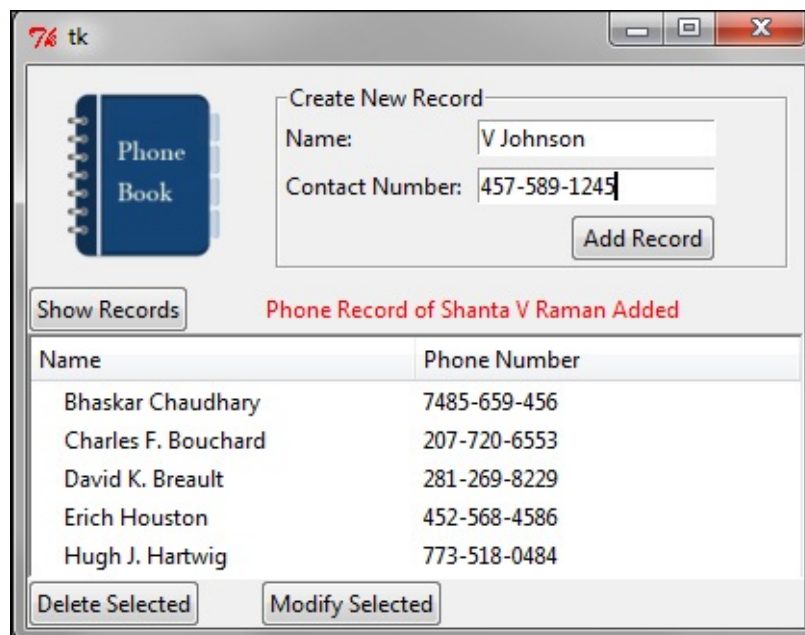 tk
Phone
Book
Create New Record
Name: V Johnson
Contact Number: 457-589-1245
Add Record
Show Records Phone Record of Shanta V Raman Added
Name Phone Number
Bhaskar Chaudhary 7485-659-456
Charles F. Bouchard 207-720-6553
David K. Breault 281-269-8229
Erich Houston 452-568-4586
Hugh J. Hartwig 773-518-0484
Delete Selected Modify Selected